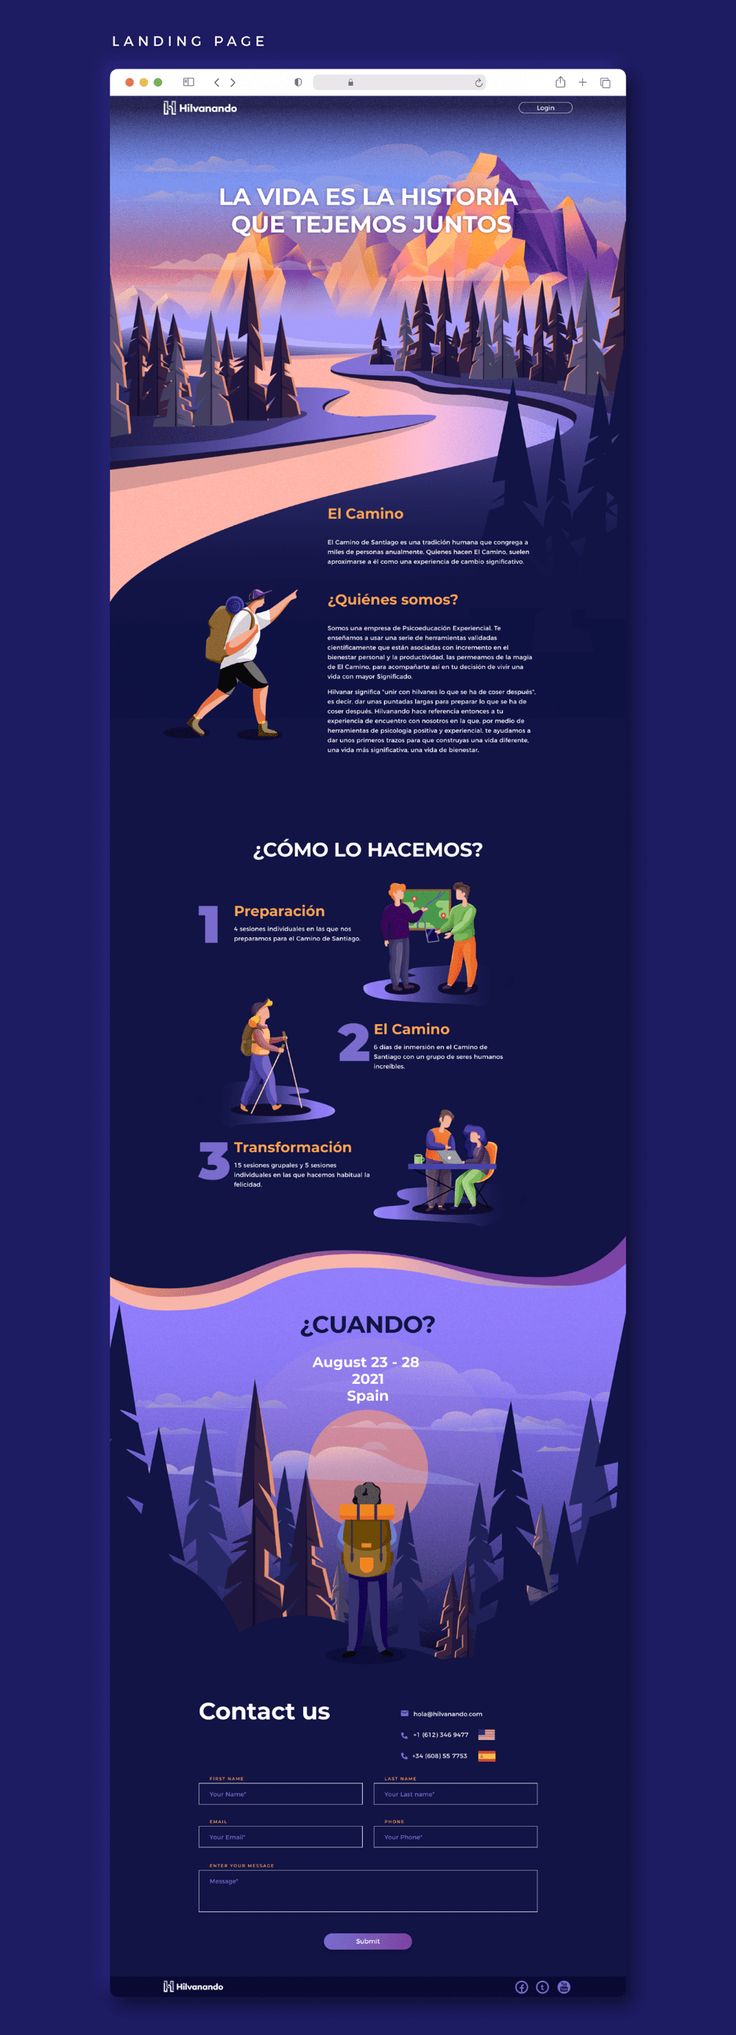 LANDING PAGE
Hilvanando
Login
LA VIDA ES LA HISTORIA
QUE TEJEMOS JUNTOS
El Camino
El Camino de Santiago es una tradición humana que congrega a
miles de personas anualmente. Quienes hacen El Camino, suelen
aproximarse a él como una experiencia de cambio significativo.
¿Quiénes somos?
Somos una empresa de Psicoeducación Experiencial. Te
enseñamos a usar una serie de herramientas validadas
científicamente que están asociadas con incremento en el
bienestar personal y la productividad, las permeamos de la magia
de El Camino, para acompañarte así en tu decisión de vivir una
vida con mayor Significado.
Hilvanar significa "unir con hilvanes lo que se ha de coser después",
es decir, dar unas puntadas largas para preparar lo que se ha de
coser después. Hilvanando hace referencia entonces a tu
experiencia de encuentro con nosotros en la que, por medio de
herramientas de psicología positiva y experiencial, te ayudamos a
dar unos primeros trazos para que construyas una vida diferente,
una vida más significativa, una vida de bienestar.
¿CÓMO LO HACEMOS?
1 Preparación
4 sesiones individuales en las que nos
preparamos para el Camino de Santiago.
2 El Camino
6 días de inmersión en el Camino de
Santiago con un grupo de seres humanos
increíbles.
3 Transformación
15 sesiones grupales y 5 sesiones
individuales en las que hacemos habitual la
felicidad.
¿CUANDO?
August 23 - 28
2021
Spain
Contact us
hola@hilvanando.com
+1 (612) 346 9477
+34 (608) 55 7753
FIRST NAME
Your Name*
LAST NAME
Your Last name*
EMAIL
Your Email*
PHONE
Your Phone*
ENTER YOUR MESSAGE
Message*
Submit
Hilvanando